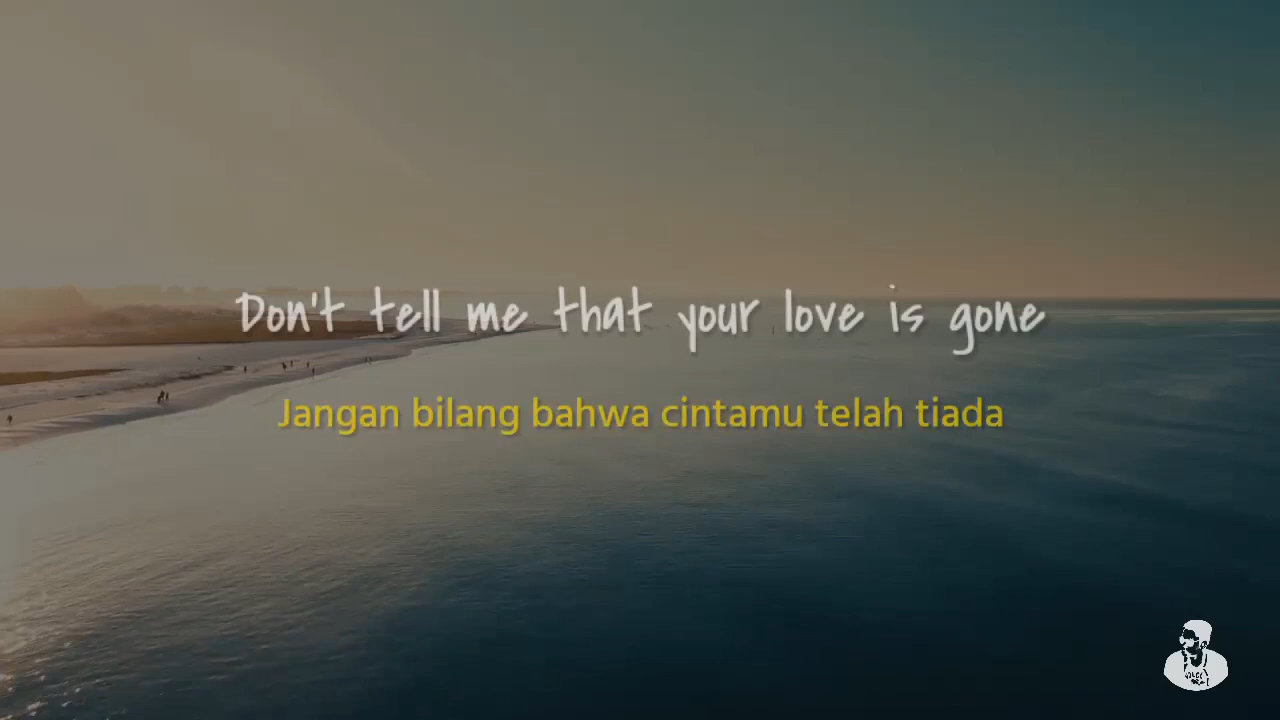 Don't tell me that your love is gone
Jangan bilang bahwa cintamu telah tiada